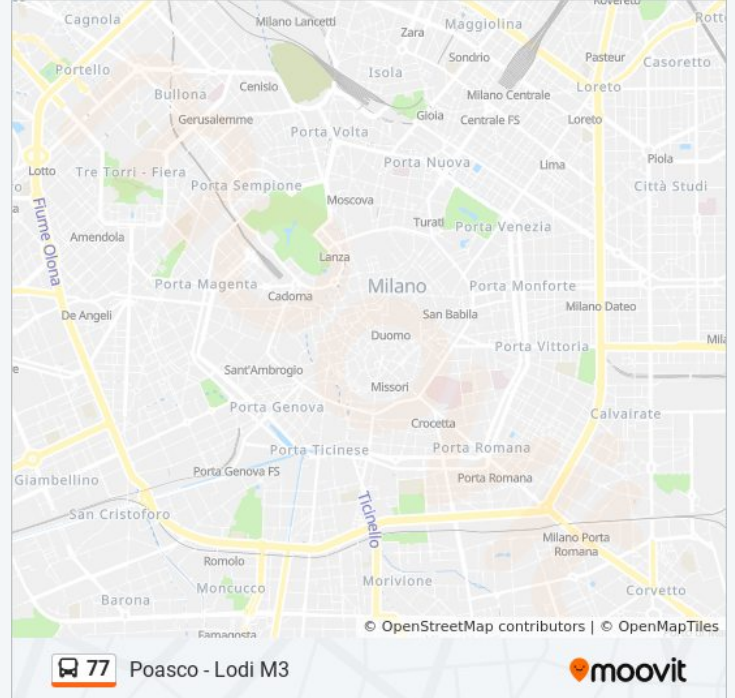 Rovereto
Cagnola
Milano Lancetti
Zara
Maggiolina
Sondrio
Pasteur
Casoretto
Portello
Isola
Bullona
Cenisio
Milano Centrale
Loreto
Gerusalemme
Gioia
Centrale FS
Loreto
Porta Volta
Porta Nuova
Lima
Piola
Lotto
Tre Torri - Fiera
Porta Sempione
Città Studi
Moscova
Fiume Olona
Turati
Porta Venezia
Amendola
Lanza
Porta Magenta
Milano
Porta Monforte
Cadorna
De Angeli
San Babila
Milano Dateo
Duomo
Porta Vittoria
Sant'Ambrogio
Missori
Porta Genova
Crocetta
Calvairate
Porta Ticinese
Porta Romana
Giambellino
Porta Genova FS
Porta Romana
San Cristoforo
Ticinello
Milano Porta
Romana
Romolo
Moncucco
Morivione
Barona
Corvetto
Famagosta
© OpenStreetMap contributors | © OpenMapTiles
77 Poasco - Lodi M3
moovit